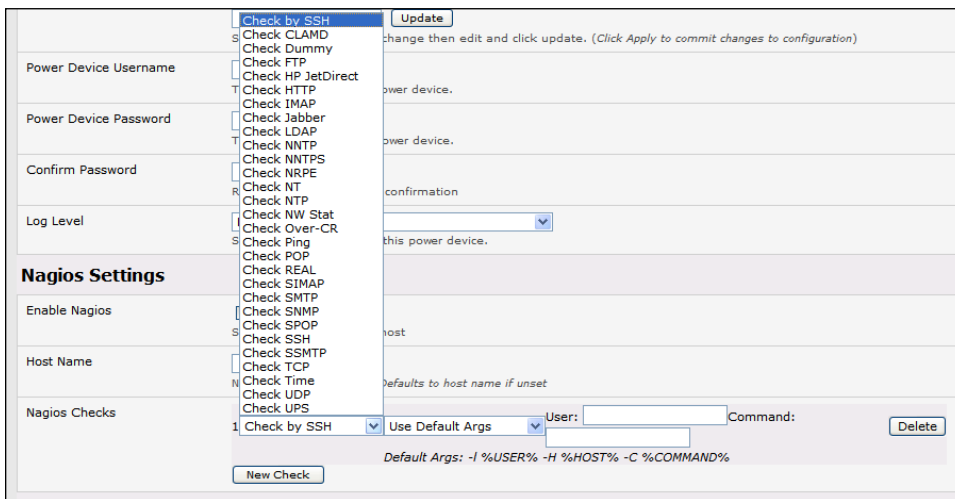 Check by SSH
Update
Check CLAMD
S change then edit and click update. (Click Apply to commit changes to configuration)
Check Dummy
Check FTP
Power Device Username
Check HP JetDirect
Check HTTP
T power device.
Check IMAP
Check Jabber
Power Device Password
Check LDAP
T power device.
Check NNTP
Check NNTPS
Confirm Password
Check NRPE
Check NT
R confirmation
Check NTP
Check NW Stat
Log Level
Check Over-CR
Check Ping
S this power device.
Check POP
Nagios Settings
Check REAL
Check SIMAP
Check SMTP
Enable Nagios
Check SNMP
Check SPOP
S host
Check SSH
Check SSMTP
Host Name
Check TCP
Check Time
N Defaults to host name if unset
Check UDP
Check UPS
Nagios Checks
1 Check by SSH Use Default Args User: Command: Delete
Default Args: -l %USER% -H %HOST% -C %COMMAND%
New Check